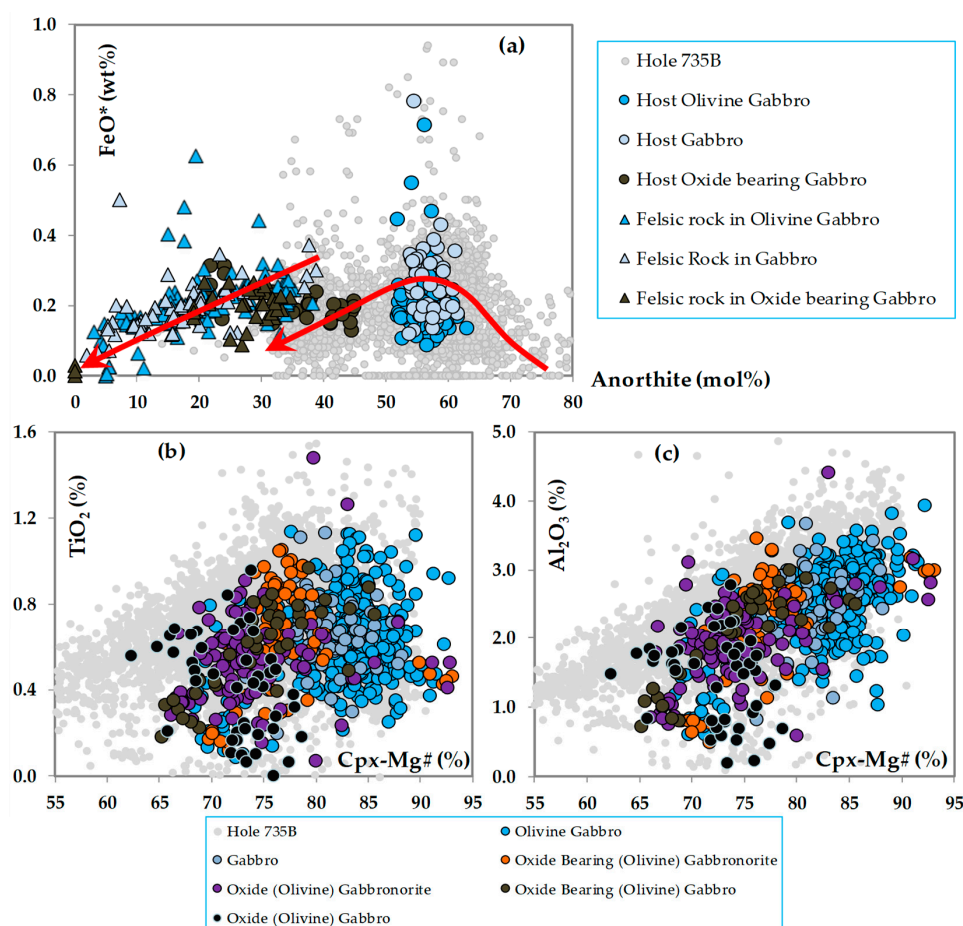 1.0
(a)
FeO* (wt%)
0.8
0.6
0.4
0.2
0.0
0 10 20 30 40 50 60 70 80
Anorthite (mol%)
Hole 735B
Host Olivine Gabbro
Host Gabbro
Host Oxide bearing Gabbro
Felsic rock in Olivine Gabbro
Felsic Rock in Gabbro
Felsic rock in Oxide bearing Gabbro
1.6
(b)
TiO2 (%)
1.2
0.8
0.4
0.0
Cpx-Mg# (%)
55 60 65 70 75 80 85 90 95
5.0
(c)
Al2O3 (%)
4.0
3.0
2.0
1.0
0.0
Cpx-Mg# (%)
55 60 65 70 75 80 85 90 95
Hole 735B
Olivine Gabbro
Gabbro
Oxide Bearing (Olivine) Gabbronorite
Oxide (Olivine) Gabbronorite
Oxide Bearing (Olivine) Gabbro
Oxide (Olivine) Gabbro